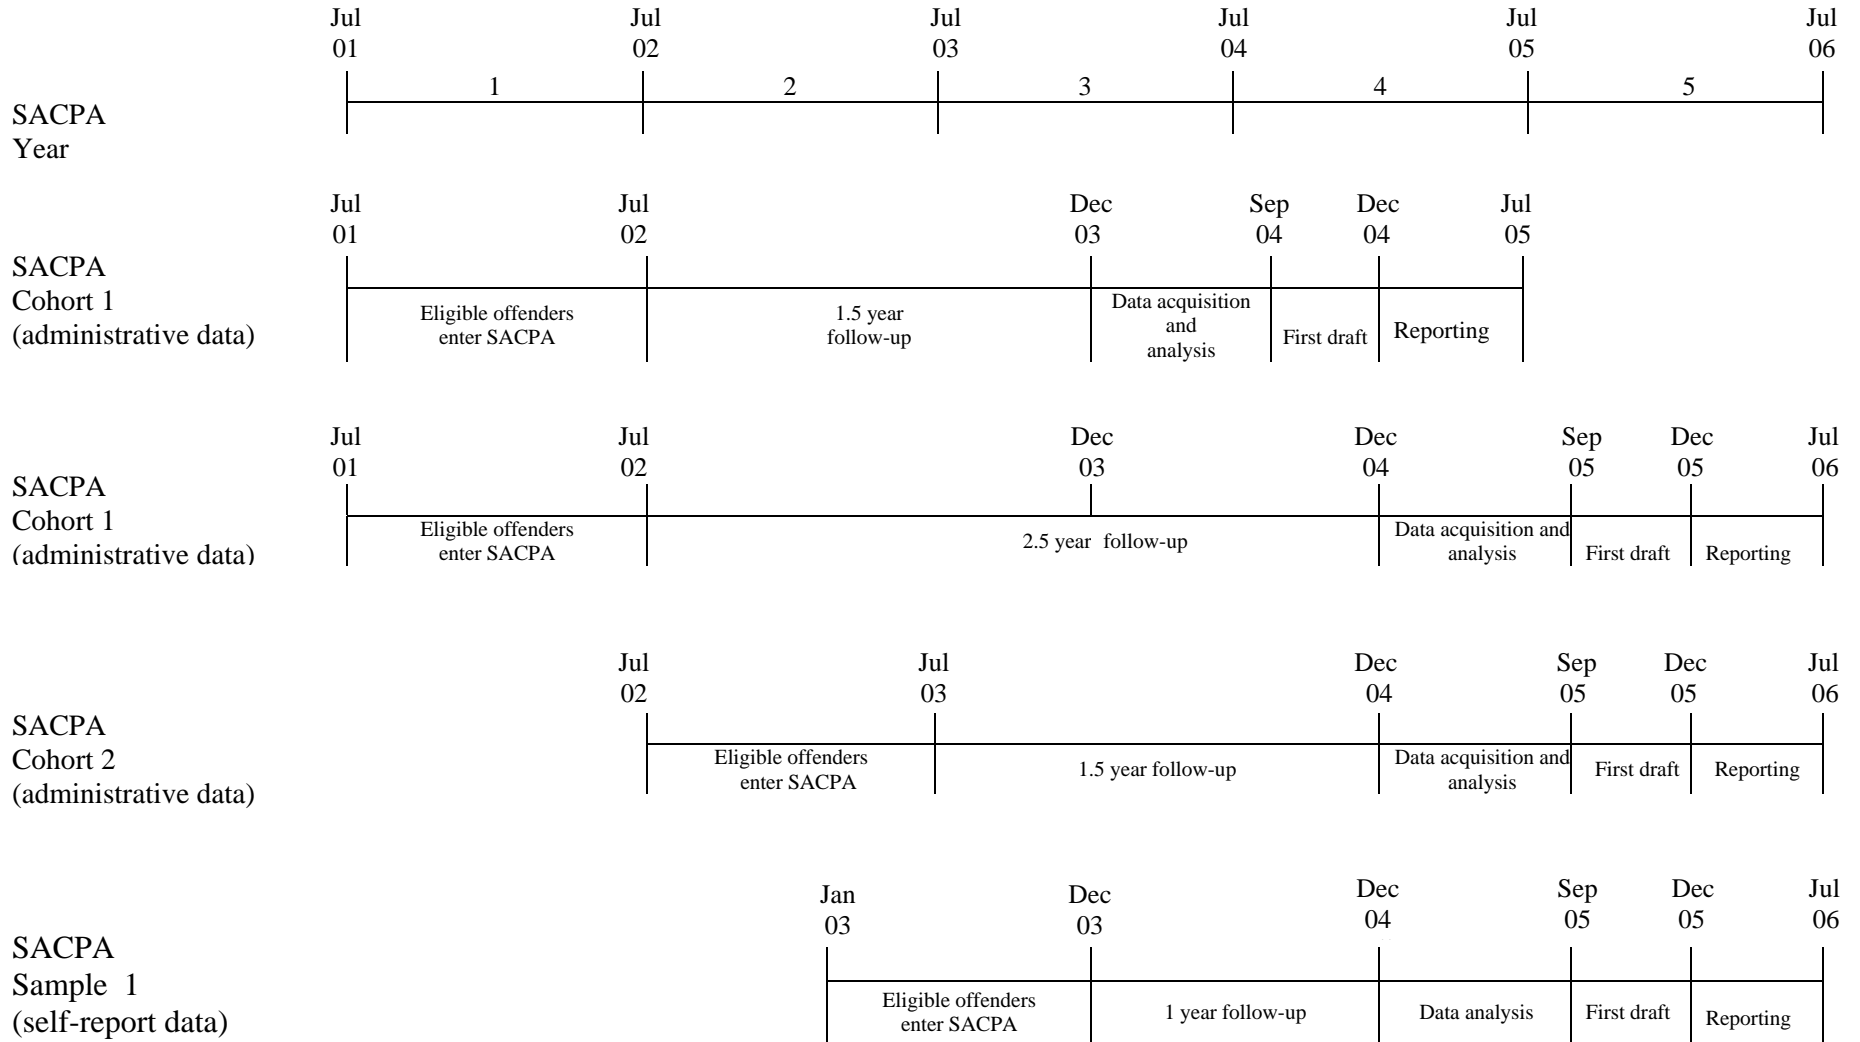 Jul Jul Jul Jul Jul Jul
01 02 03 04 05 06
1 2 3 4 5
SACPA
Year
Jul Jul Dec Sep Dec Jul
01 02 03 04 04 05
SACPA
Cohort 1
(administrative data)
Eligible offenders
enter SACPA
1.5 year
follow-up
Data acquisition
and
analysis
First draft
Reporting
Jul Jul Dec Dec Sep Dec Jul
01 02 03 04 05 05 06
SACPA
Cohort 1
(administrative data)
Eligible offenders
enter SACPA
2.5 year follow-up
Data acquisition and
analysis
First draft
Reporting
Jul Jul Dec Sep Dec Jul
02 03 04 05 05 06
SACPA
Cohort 2
(administrative data)
Eligible offenders
enter SACPA
1.5 year follow-up
Data acquisition and
analysis
First draft
Reporting
Jan Dec Dec Sep Dec Jul
03 03 04 05 05 06
SACPA
Sample 1
(self-report data)
Eligible offenders
enter SACPA
1 year follow-up
Data analysis
First draft
Reporting